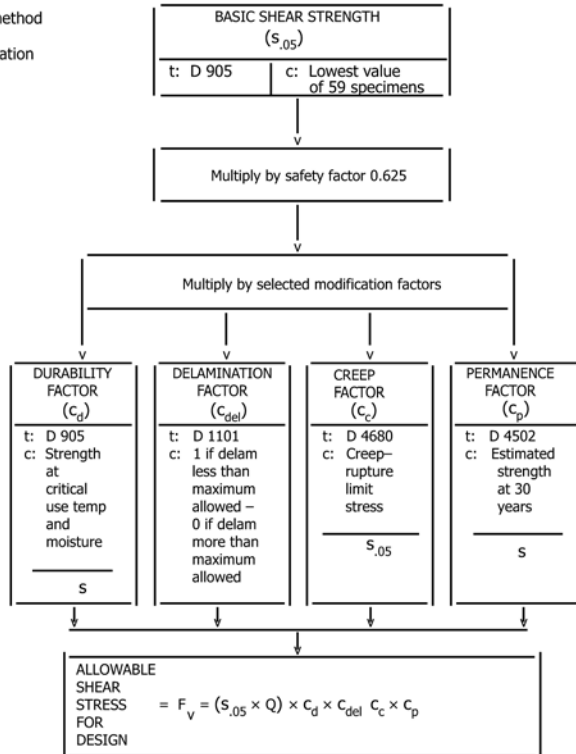 method
ation
BASIC SHEAR STRENGTH
(s.05)
t: D 905
c: Lowest value
of 59 specimens
Multiply by safety factor 0.625
Multiply by selected modification factors
DURABILITY
FACTOR
(cd)
t: D 905
c: Strength
at
critical
use temp
and
moisture
s
DELAMINATION
FACTOR
(cdel)
t: D 1101
c: 1 if delam
less than
maximum
allowed –
0 if delam
more than
maximum
allowed
CREEP
FACTOR
(cc)
t: D 4680
c: Creep–
rupture
limit
stress
s.05
PERMANENCE
FACTOR
(cp)
t: D 4502
c: Estimated
strength
at 30
years
s
ALLOWABLE
SHEAR
STRESS = Fv = (s.05 × Q) × cd × cdel cc × cp
FOR
DESIGN